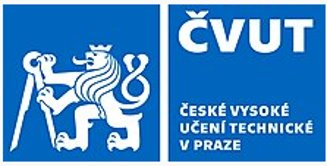 ČVUT
ČESKÉ VYSOKÉ
UČENÍ TECHNICKÉ
V PRAZE